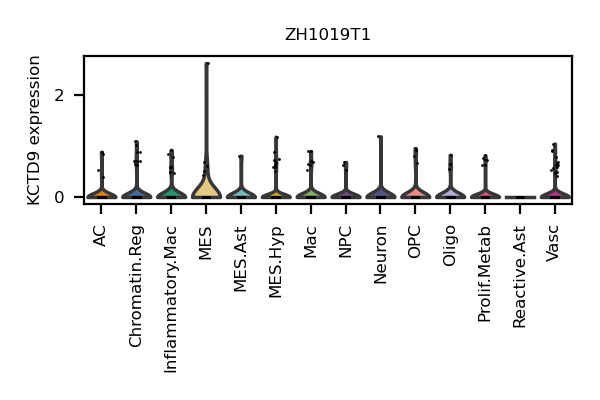 ZH1019T1
KCTD9 expression
2
0
AC
Chromatin.Reg
Inflammatory.Mac
MES
MES.Ast
MES.Hyp
Mac
NPC
Neuron
OPC
Oligo
Prolif.Metab
Reactive.Ast
Vasc